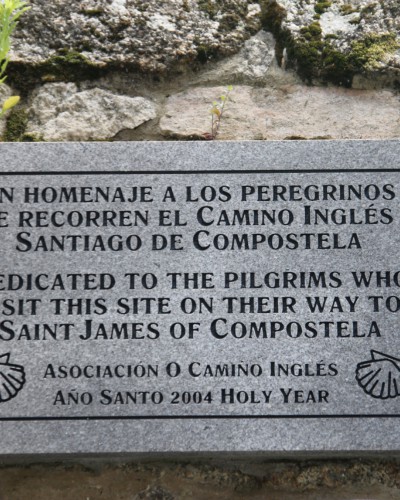 N HOMENAJE A LOS PEREGRINOS
E RECORREN EL CAMINO INGLÉS
SANTIAGO DE COMPOSTELA
EDICATED TO THE PILGRIMS WHO
SIT THIS SITE ON THEIR WAY TO
SAINT JAMES OF COMPOSTELA
ASOCIACIÓN O CAMIÑO INGLÉS
AÑO SANTO 2004 HOLY YEAR